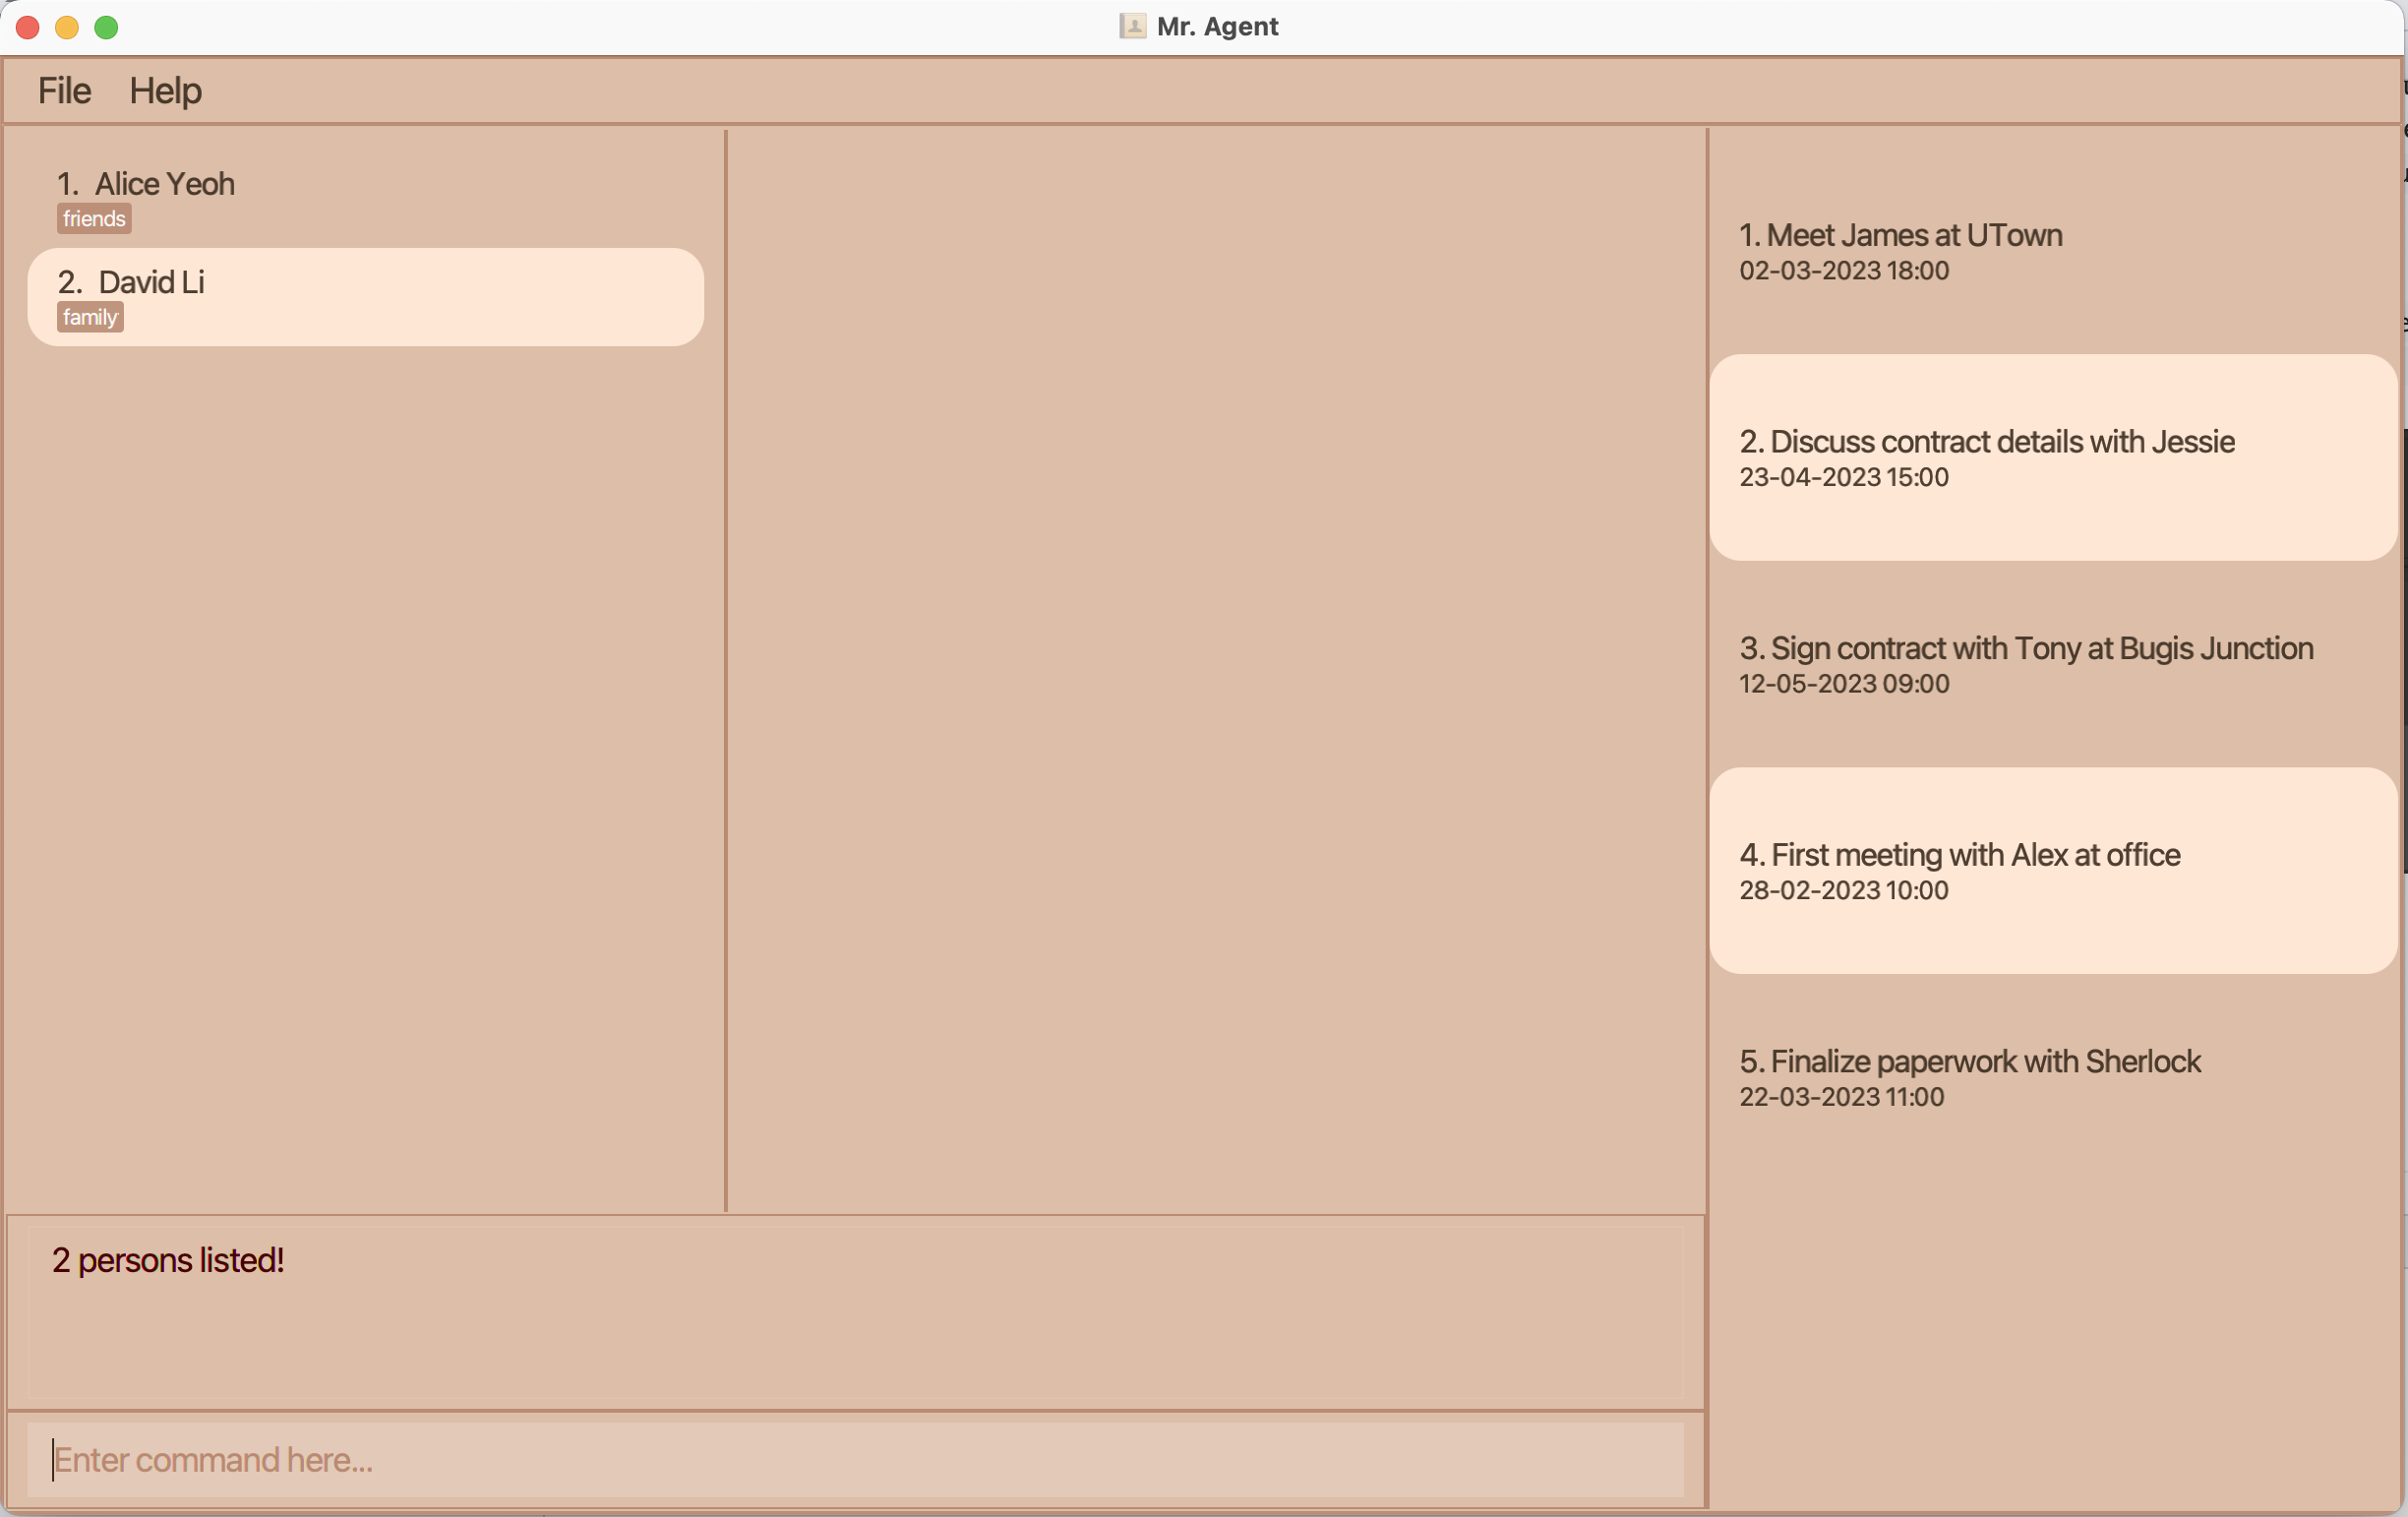 Mr. Agent
File Help
1. Alice Yeoh
friends
2. David Li
family
1. Meet James at UTown
02-03-2023 18:00
2. Discuss contract details with Jessie
23-04-2023 15:00
3. Sign contract with Tony at Bugis Junction
12-05-2023 09:00
4. First meeting with Alex at office
28-02-2023 10:00
5. Finalize paperwork with Sherlock
22-03-2023 11:00
2 persons listed!
Enter command here...